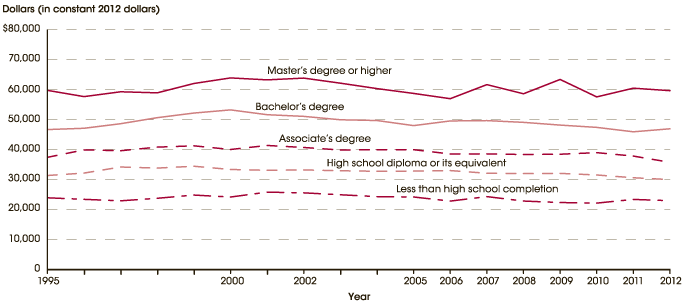 Dollars (in constant 2012 dollars)
$80,000
70,000
Master's degree or higher
60,000
Bachelor's degree
50,000
Associate's degree
40,000
High school diploma or its equivalent
30,000
Less than high school completion
20,000
10,000
0
1995 2000 2002 2005 2006 2007 2008 2009 2010 2011 2012
Year